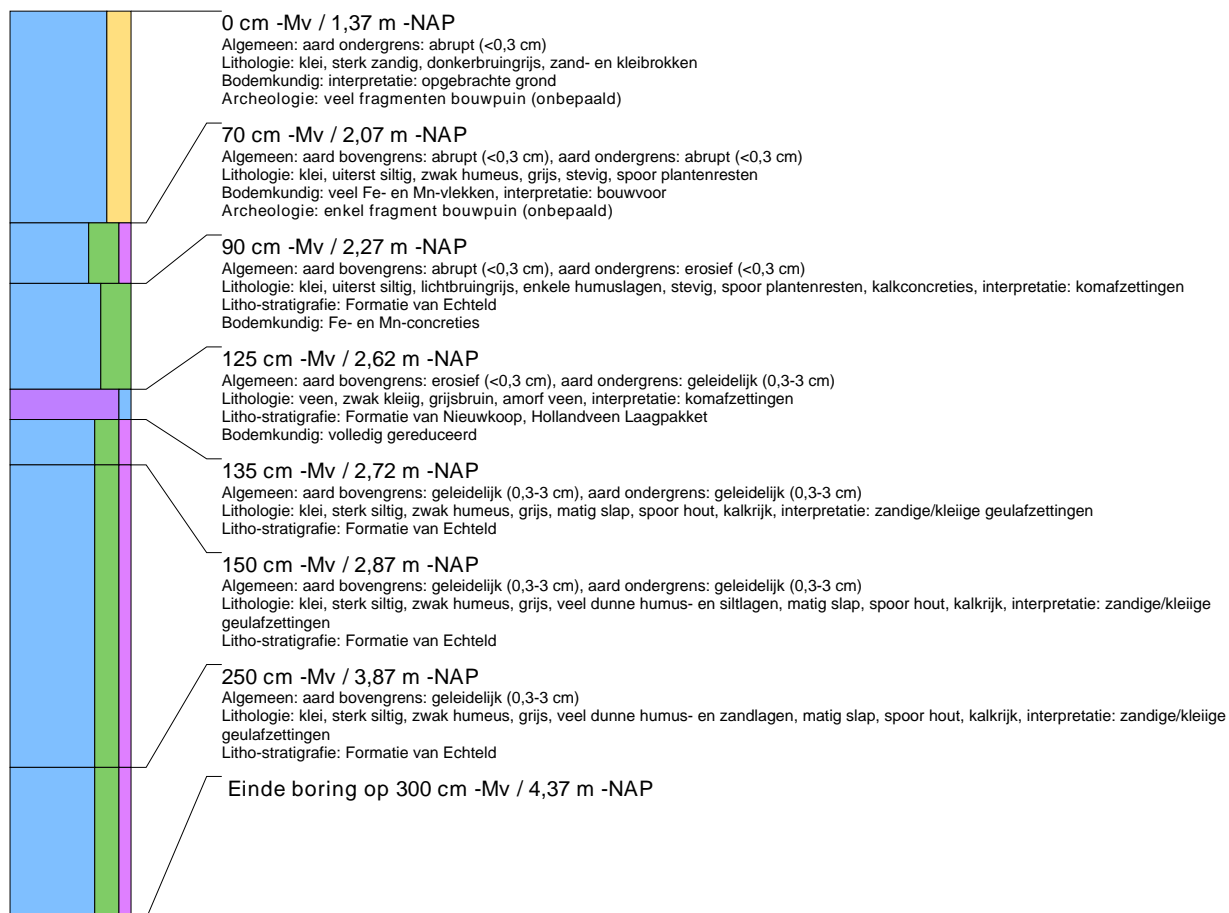 0 cm -Mv / 1,37 m -NAP
Algemeen: aard ondergrens: abrupt (<0,3 cm)
Lithologie: klei, sterk zandig, donkerbruingrijs, zand- en kleibrokken
Bodemkundig: interpretatie: opgebrachte grond
Archeologie: veel fragmenten bouwpuin (onbepaald)
70 cm -Mv / 2,07 m -NAP
Algemeen: aard bovengrens: abrupt (<0,3 cm), aard ondergrens: abrupt (<0,3 cm)
Lithologie: klei, uiterst siltig, zwak humeus, grijs, stevig, spoor plantenresten
Bodemkundig: veel Fe- en Mn-vlekken, interpretatie: bouwvoor
Archeologie: enkel fragment bouwpuin (onbepaald)
90 cm -Mv / 2,27 m -NAP
Algemeen: aard bovengrens: abrupt (<0,3 cm), aard ondergrens: erosief (<0,3 cm)
Lithologie: klei, uiterst siltig, lichtbruingrijs, enkele humuslagen, stevig, spoor plantenresten, kalkconcreties, interpretatie: komafzettingen
Litho-stratigrafie: Formatie van Echteld
Bodemkundig: Fe- en Mn-concreties
125 cm -Mv / 2,62 m -NAP
Algemeen: aard bovengrens: erosief (<0,3 cm), aard ondergrens: geleidelijk (0,3-3 cm)
Lithologie: veen, zwak kleiig, grijsbruin, amorf veen, interpretatie: komafzettingen
Litho-stratigrafie: Formatie van Nieuwkoop, Hollandveen Laagpakket
Bodemkundig: volledig gereduceerd
135 cm -Mv / 2,72 m -NAP
Algemeen: aard bovengrens: geleidelijk (0,3-3 cm), aard ondergrens: geleidelijk (0,3-3 cm)
Lithologie: klei, sterk siltig, zwak humeus, grijs, matig slap, spoor hout, kalkrijk, interpretatie: zandige/kleiige geulafzettingen
Litho-stratigrafie: Formatie van Echteld
150 cm -Mv / 2,87 m -NAP
Algemeen: aard bovengrens: geleidelijk (0,3-3 cm), aard ondergrens: geleidelijk (0,3-3 cm)
Lithologie: klei, sterk siltig, zwak humeus, grijs, veel dunne humus- en siltlagen, matig slap, spoor hout, kalkrijk, interpretatie: zandige/kleiige
geulafzettingen
Litho-stratigrafie: Formatie van Echteld
250 cm -Mv / 3,87 m -NAP
Algemeen: aard bovengrens: geleidelijk (0,3-3 cm)
Lithologie: klei, sterk siltig, zwak humeus, grijs, veel dunne humus- en zandlagen, matig slap, spoor hout, kalkrijk, interpretatie: zandige/kleiige
geulafzettingen
Litho-stratigrafie: Formatie van Echteld
Einde boring op 300 cm -Mv / 4,37 m -NAP